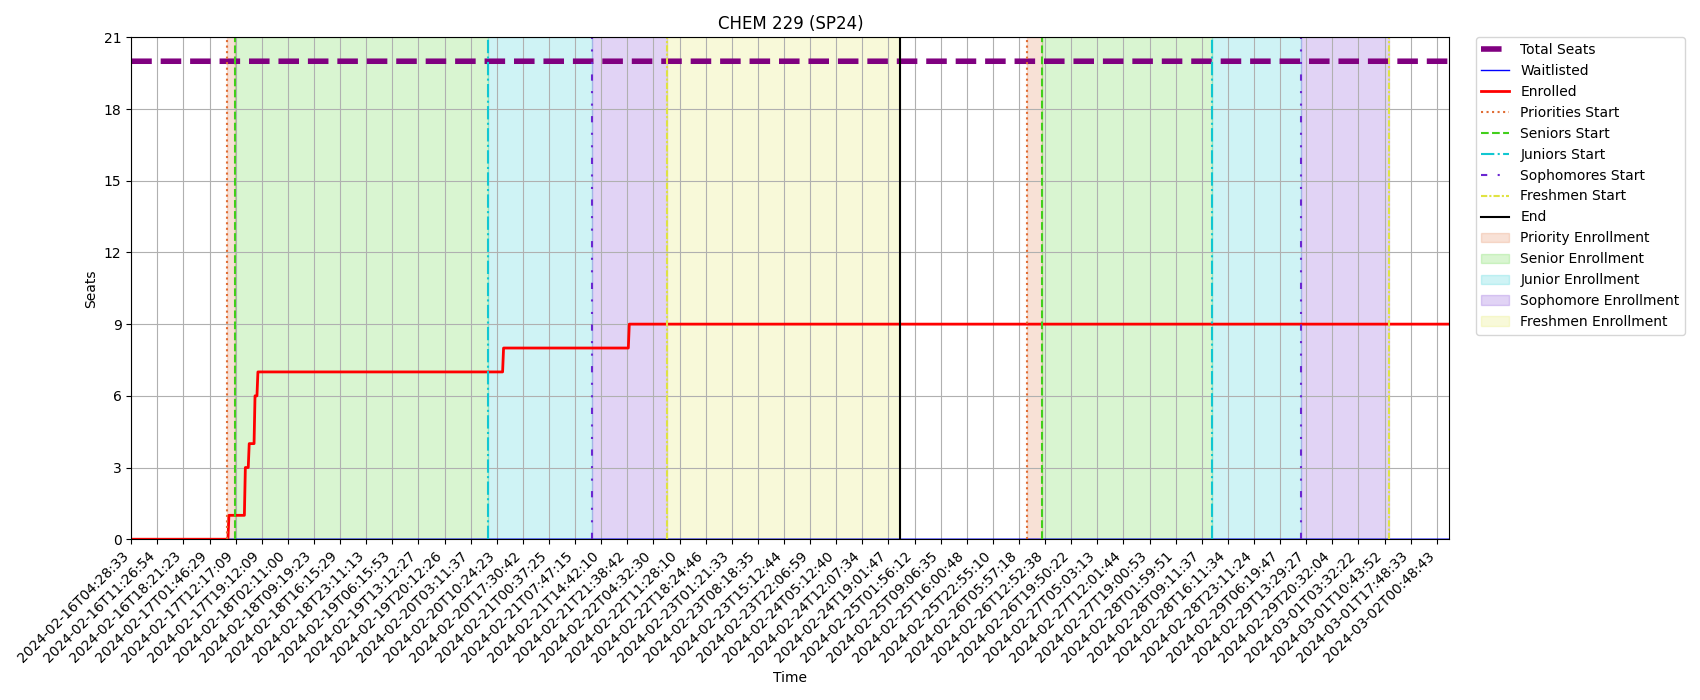 CHEM 229 (SP24)
21
18
15
12
9
6
3
0
Seats
2024-02-16T04:28:33
2024-02-16T11:26:54
2024-02-16T18:21:23
2024-02-17T01:46:29
2024-02-17T12:17:09
2024-02-17T19:12:09
2024-02-18T02:11:00
2024-02-18T09:19:23
2024-02-18T16:15:29
2024-02-18T23:11:13
2024-02-19T06:15:53
2024-02-19T13:12:27
2024-02-19T20:12:26
2024-02-20T03:11:37
2024-02-20T10:24:23
2024-02-20T17:30:42
2024-02-21T00:37:25
2024-02-21T07:47:15
2024-02-21T14:42:10
2024-02-21T21:38:42
2024-02-22T04:32:30
2024-02-22T11:28:10
2024-02-22T18:24:46
2024-02-23T01:21:33
2024-02-23T08:18:35
2024-02-23T15:12:44
2024-02-23T22:06:59
2024-02-24T05:12:40
2024-02-24T12:07:34
2024-02-24T19:01:47
2024-02-25T01:56:12
2024-02-25T09:06:35
2024-02-25T16:00:48
2024-02-25T22:55:10
2024-02-26T05:57:18
2024-02-26T12:52:38
2024-02-26T19:50:22
2024-02-27T05:03:13
2024-02-27T12:01:44
2024-02-27T19:00:53
2024-02-28T01:59:51
2024-02-28T09:11:37
2024-02-28T16:11:34
2024-02-28T23:11:24
2024-02-29T06:19:47
2024-02-29T13:29:27
2024-02-29T20:32:04
2024-03-01T03:32:22
2024-03-01T10:43:52
2024-03-01T17:48:33
2024-03-02T00:48:43
Time
Total Seats
Waitlisted
Enrolled
Priorities Start
Seniors Start
Juniors Start
Sophomores Start
Freshmen Start
End
Priority Enrollment
Senior Enrollment
Junior Enrollment
Sophomore Enrollment
Freshmen Enrollment